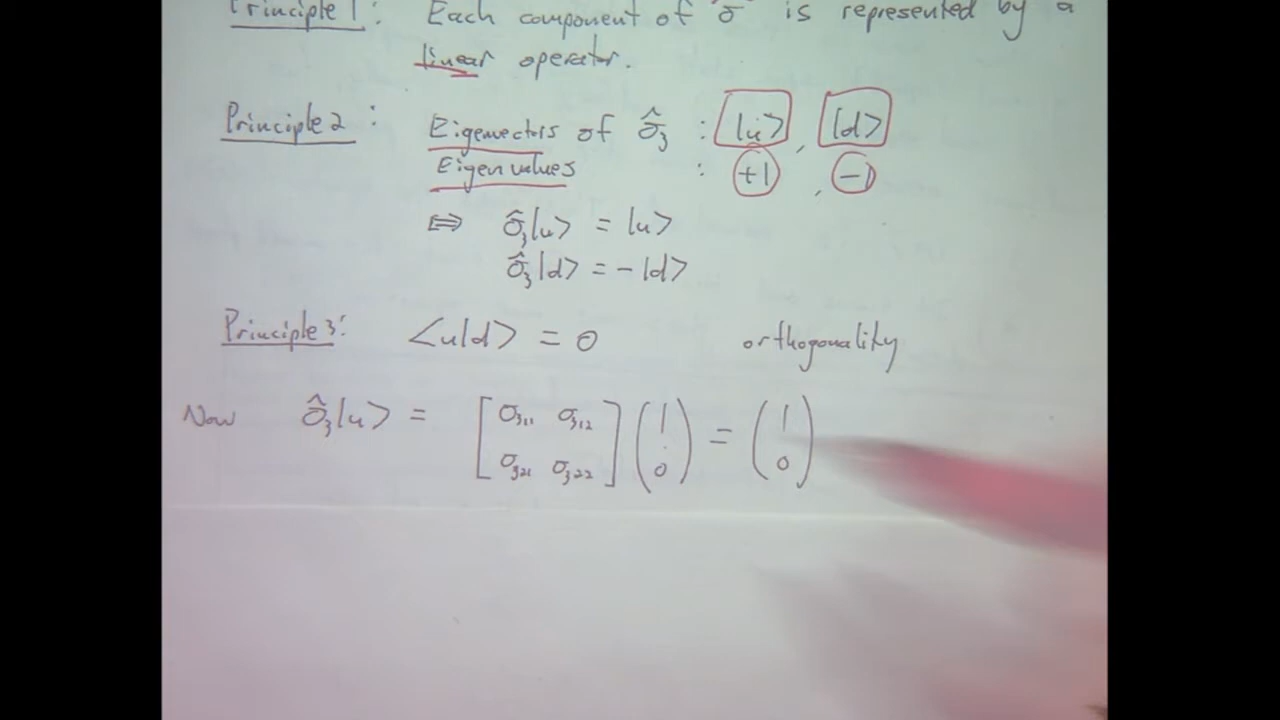 Principle 1: Each component of σ is represented by a
linear operator.
Principle 2: Eigenvectors of σ̂₃ : |u⟩, |d⟩
Eigenvalues : +1, -1
⟺ σ̂₃|u⟩ = |u⟩
σ̂₃|d⟩ = -|d⟩
Principle 3: ⟨u|d⟩ = 0 orthogonality
Now σ̂₃|u⟩ = [σ₃₁₁ σ₃₁₂; σ₃₂₁ σ₃₂₂] (1; 0) = (1; 0)